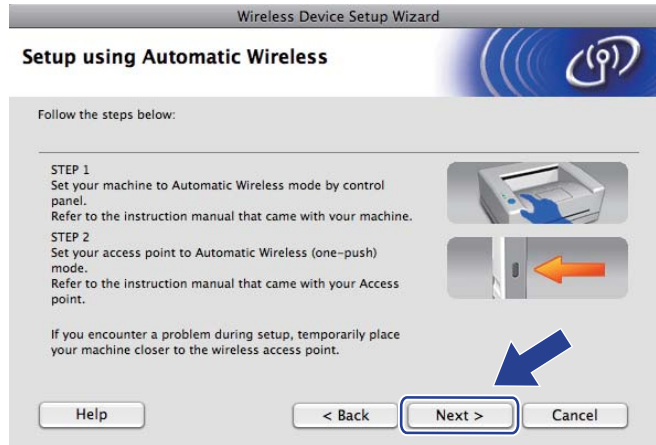 Wireless Device Setup Wizard
Setup using Automatic Wireless
Follow the steps below:
STEP 1
Set your machine to Automatic Wireless mode by control
panel.
Refer to the instruction manual that came with your machine.
STEP 2
Set your access point to Automatic Wireless (one-push)
mode.
Refer to the instruction manual that came with your Access
point.
If you encounter a problem during setup, temporarily place
your machine closer to the wireless access point.
Help
< Back
Next >
Cancel